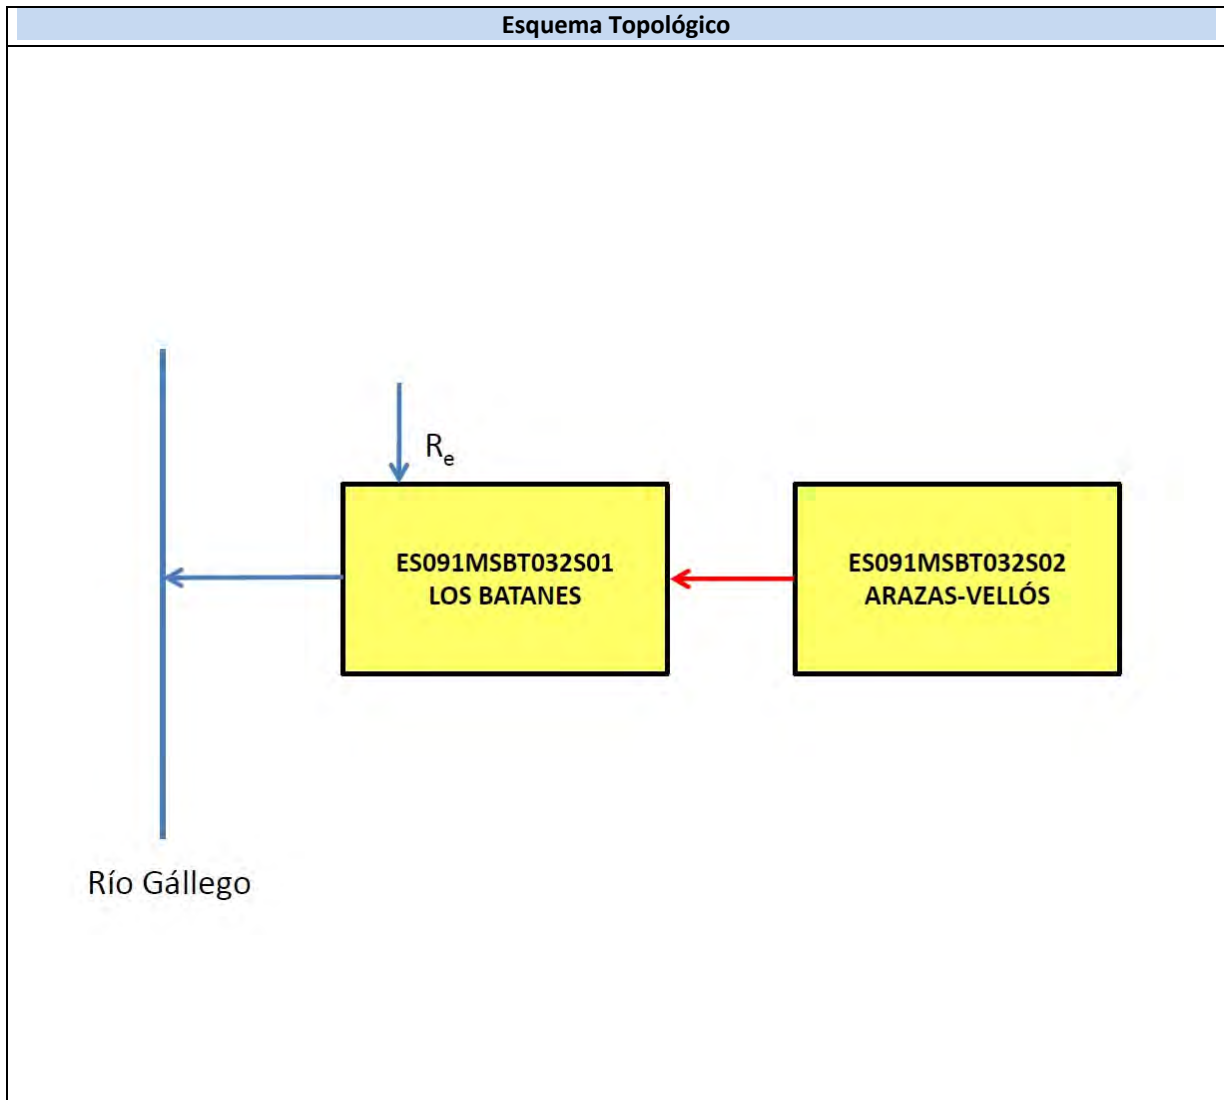 Esquema Topológico
Re
ES091MSBT032S01
LOS BATANES
ES091MSBT032S02
ARAZAS-VELLÓS
Río Gállego